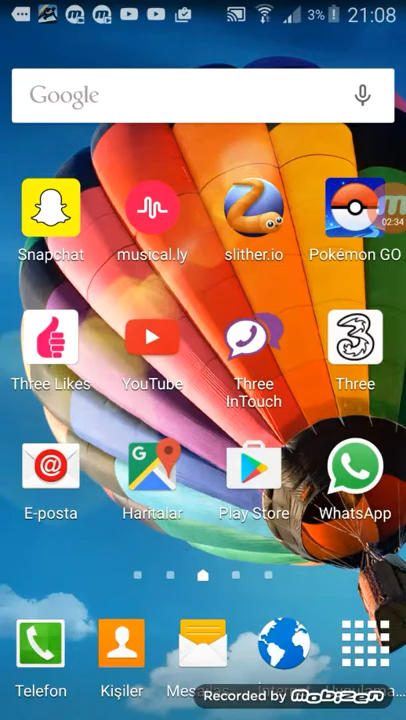 3% 21:08
Google
02:34
Snapchat musical.ly slither.io Pokémon GO
Three Likes YouTube Three InTouch Three
E-posta Haritalar Play Store WhatsApp
Telefon Kişiler
Recorded by mobizen